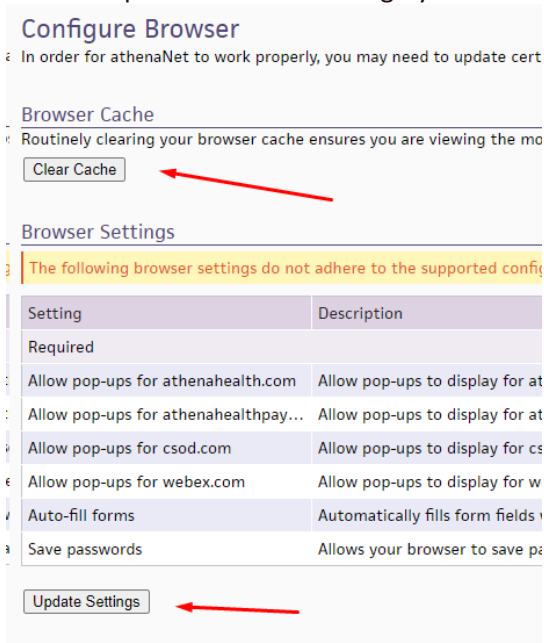 Configure Browser
In order for athenaNet to work properly, you may need to update cert
Browser Cache
Routinely clearing your browser cache ensures you are viewing the mo
Clear Cache
Browser Settings
The following browser settings do not adhere to the supported config
Setting Description
Required
Allow pop-ups for athenahealth.com Allow pop-ups to display for at
Allow pop-ups for athenahealthpay... Allow pop-ups to display for at
Allow pop-ups for csod.com Allow pop-ups to display for cs
Allow pop-ups for webex.com Allow pop-ups to display for w
Auto-fill forms Automatically fills form fields
Save passwords Allows your browser to save pa
Update Settings